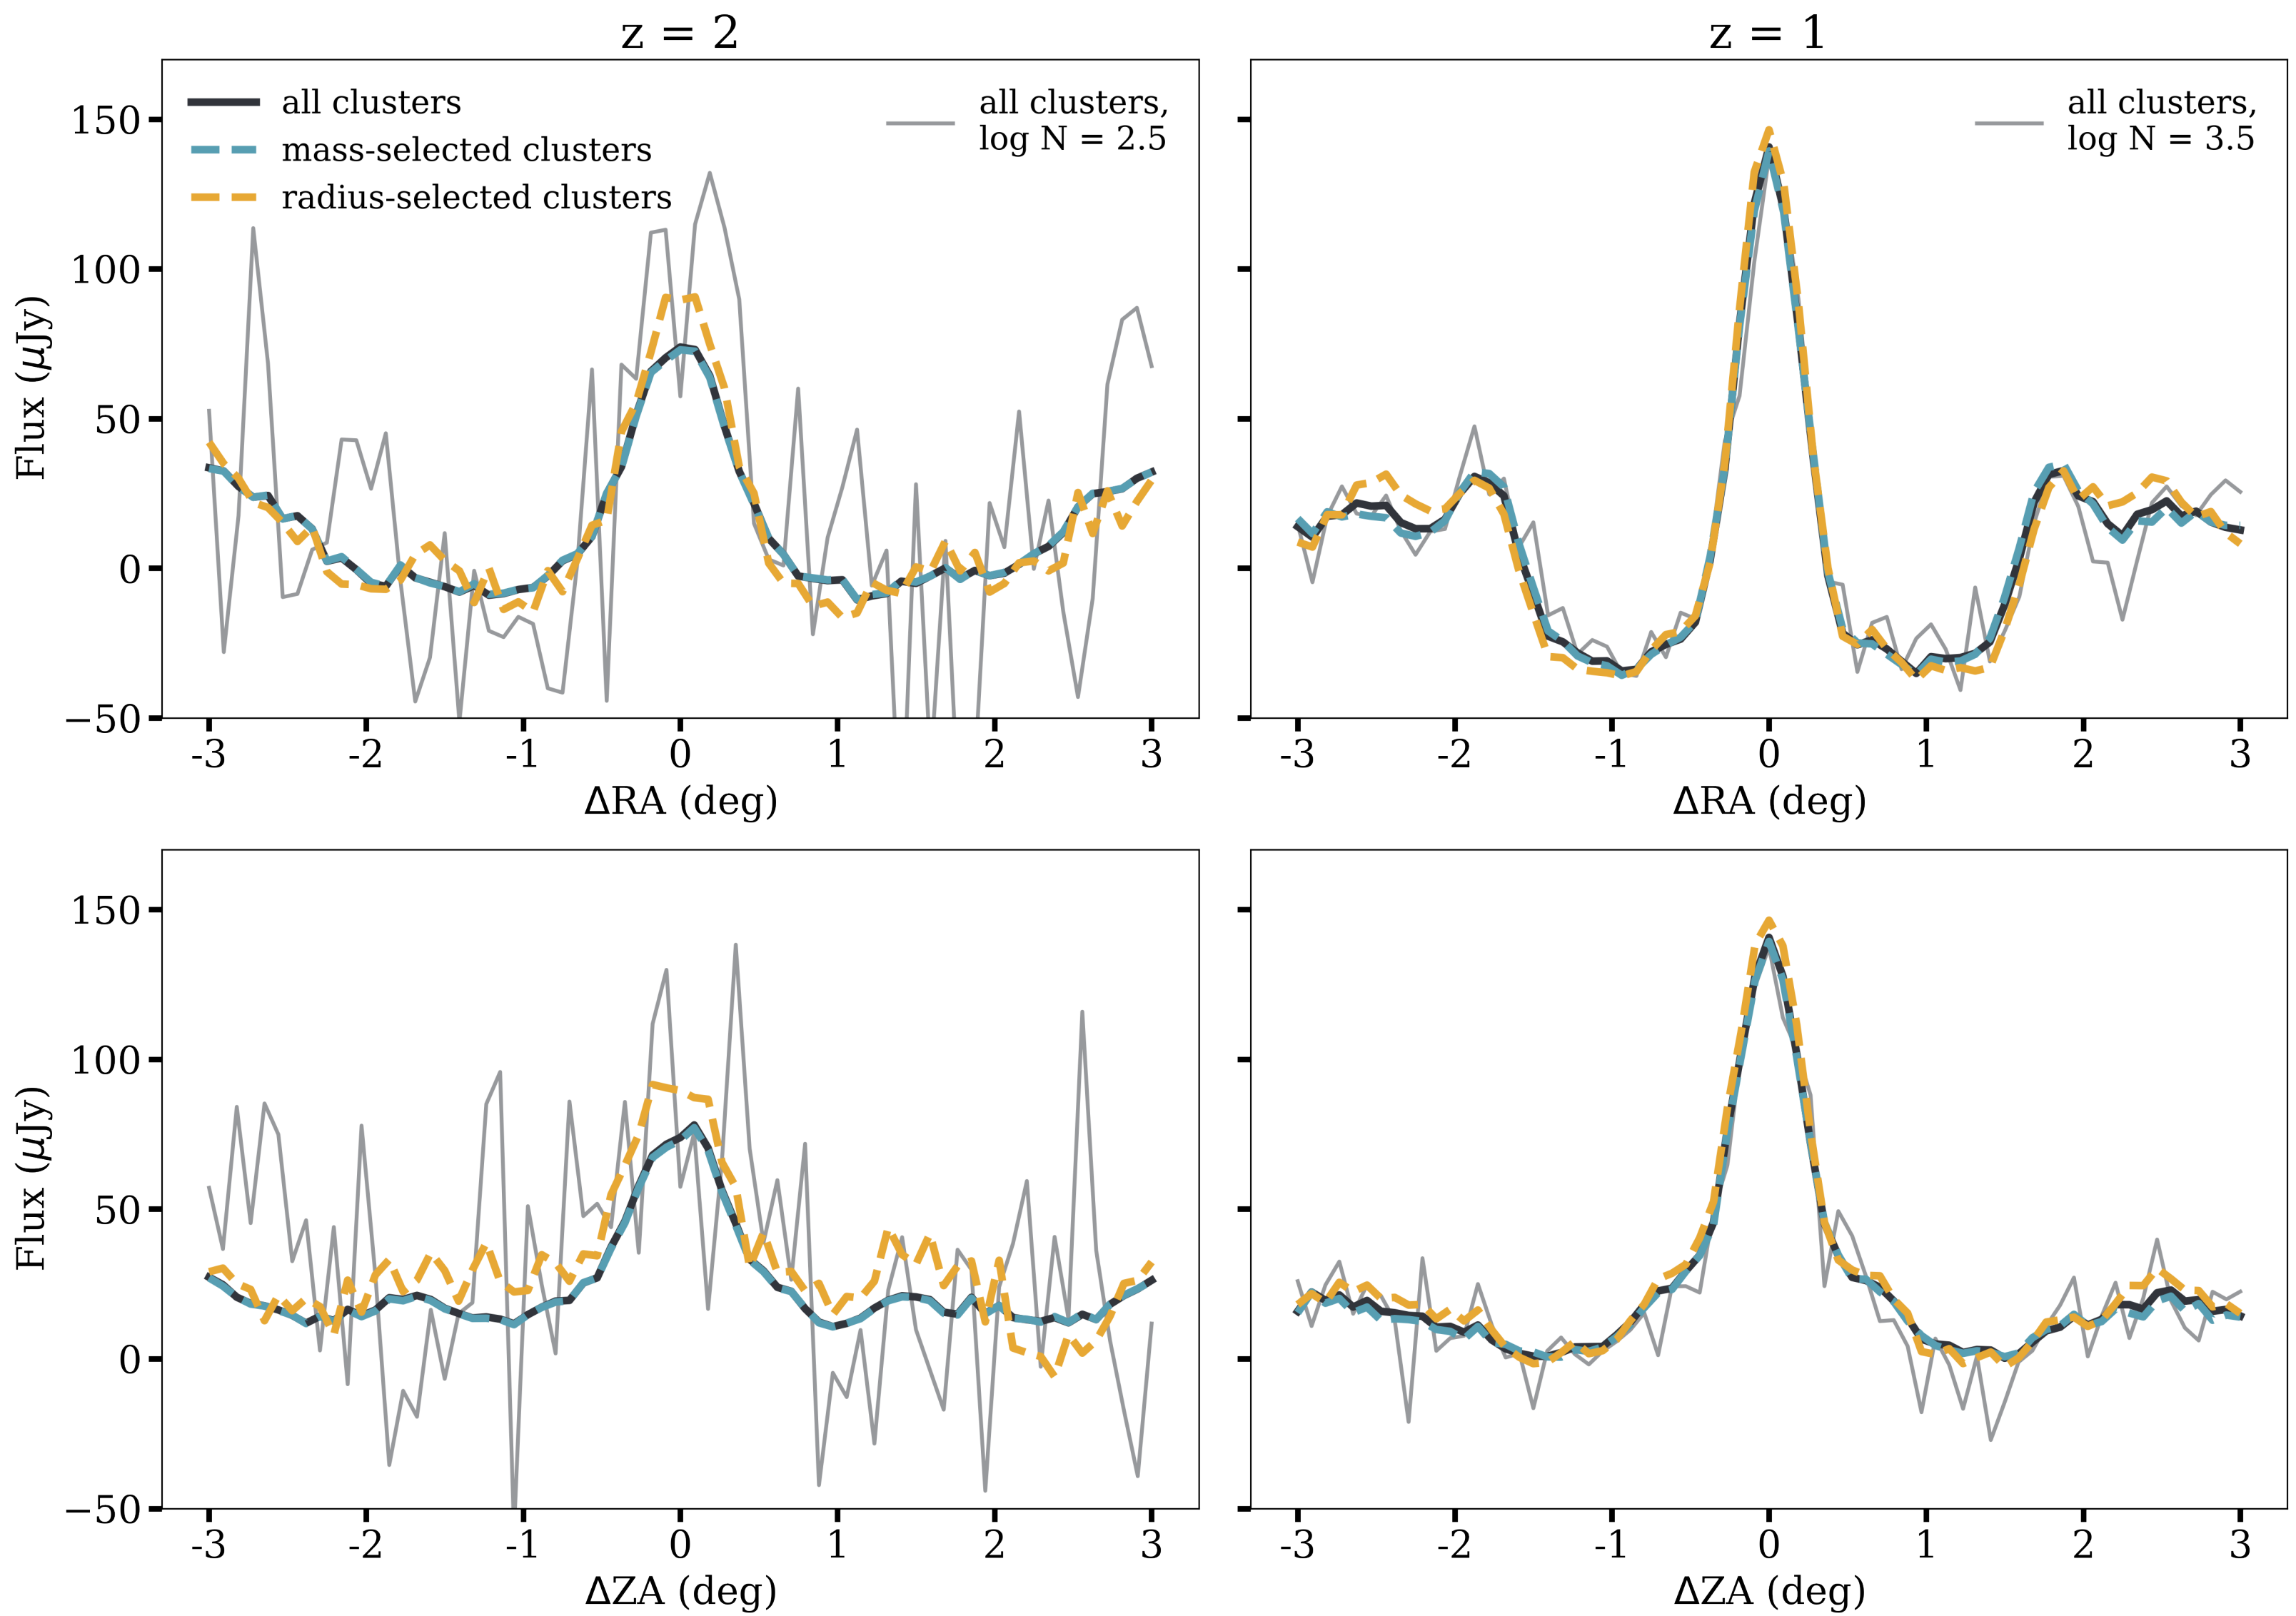 z = 2
z = 1
150
100
50
0
−50
Flux (μJy)
all clusters
mass-selected clusters
radius-selected clusters
all clusters,
log N = 2.5
all clusters,
log N = 3.5
-3 -2 -1 0 1 2 3
ΔRA (deg)
-3 -2 -1 0 1 2 3
ΔRA (deg)
150
100
50
0
−50
Flux (μJy)
-3 -2 -1 0 1 2 3
ΔZA (deg)
-3 -2 -1 0 1 2 3
ΔZA (deg)